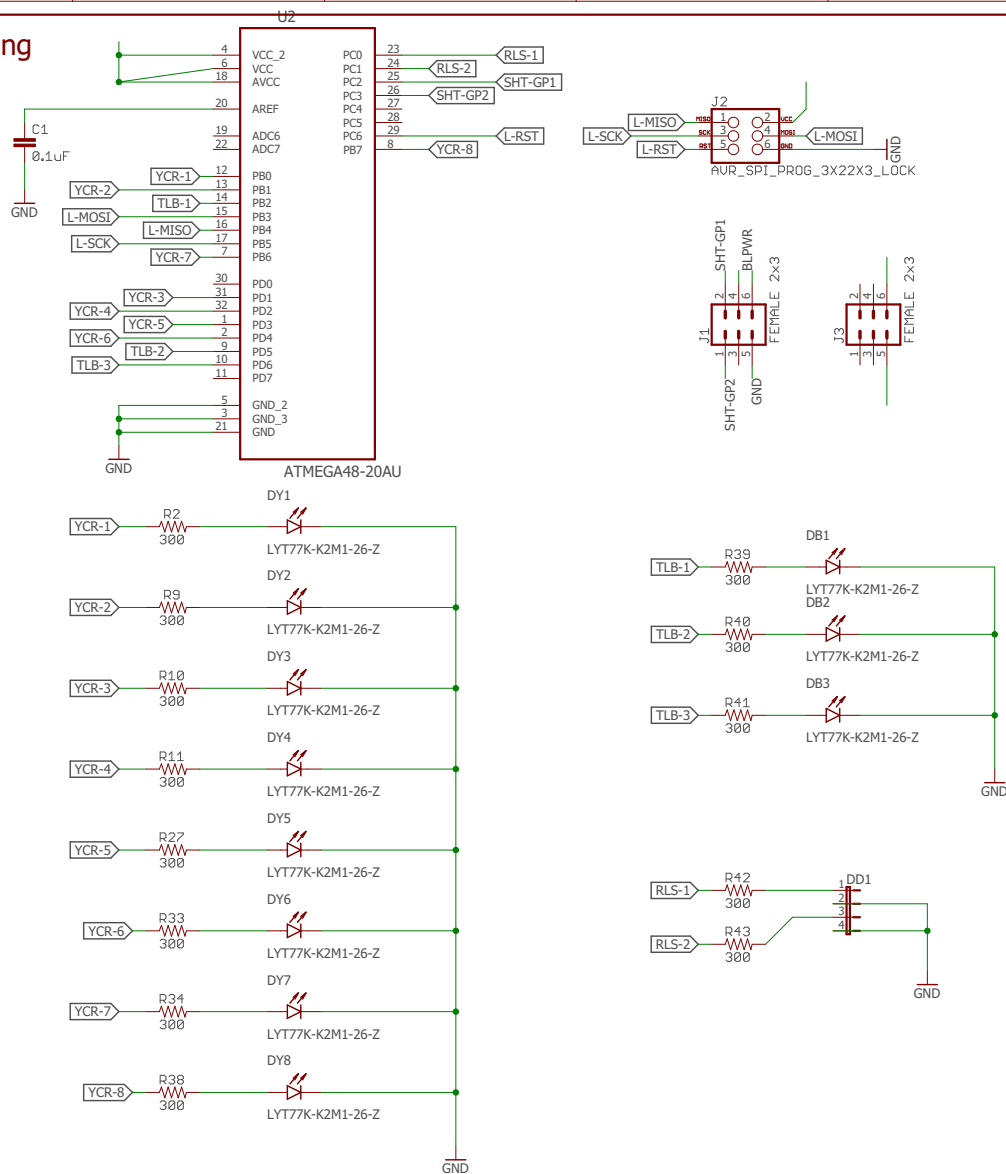 ng
U2
4 VCC_2 PC0 23 RLS-1
6 VCC PC1 24 RLS-2
18 AVCC PC2 25 SHT-GP1
PC3 26 SHT-GP2
20 AREF PC4 27
PC5 28
19 ADC6 PC6 29 L-RST
22 ADC7 PB7 8 YCR-8
C1
0.1uF
GND
YCR-1 12 PB0
YCR-2 13 PB1
TLB-1 14 PB2
L-MOSI 15 PB3
L-MISO 16 PB4
L-SCK 17 PB5
YCR-7 7 PB6
30 PD0
YCR-3 31 PD1
YCR-4 32 PD2
YCR-5 1 PD3
YCR-6 2 PD4
TLB-2 9 PD5
TLB-3 10 PD6
11 PD7
5 GND_2
3 GND_3
21 GND
GND
ATMEGA48-20AU
J2
L-MISO MISO 1 2 VCC
L-SCK SCK 3 4 MOSI L-MOSI
L-RST RST 5 6 GND GND
AVR_SPI_PROG_3X22X3_LOCK
SHT-GP1
BLPWR
2 4 6
J1
FEMALE 2x3
1 3 5
SHT-GP2
GND
2 4 6
J3
FEMALE 2x3
1 3 5
DY1
YCR-1 R2
300
LYT77K-K2M1-26-Z
DY2
YCR-2 R9
300
LYT77K-K2M1-26-Z
DY3
YCR-3 R10
300
LYT77K-K2M1-26-Z
DY4
YCR-4 R11
300
LYT77K-K2M1-26-Z
DY5
YCR-5 R27
300
LYT77K-K2M1-26-Z
DY6
YCR-6 R33
300
LYT77K-K2M1-26-Z
DY7
YCR-7 R34
300
LYT77K-K2M1-26-Z
DY8
YCR-8 R38
300
LYT77K-K2M1-26-Z
GND
DB1
TLB-1 R39
300
LYT77K-K2M1-26-Z
DB2
TLB-2 R40
300
LYT77K-K2M1-26-Z
DB3
TLB-3 R41
300
LYT77K-K2M1-26-Z
GND
RLS-1 R42
300
DD1
1
2
3
4
RLS-2 R43
300
GND